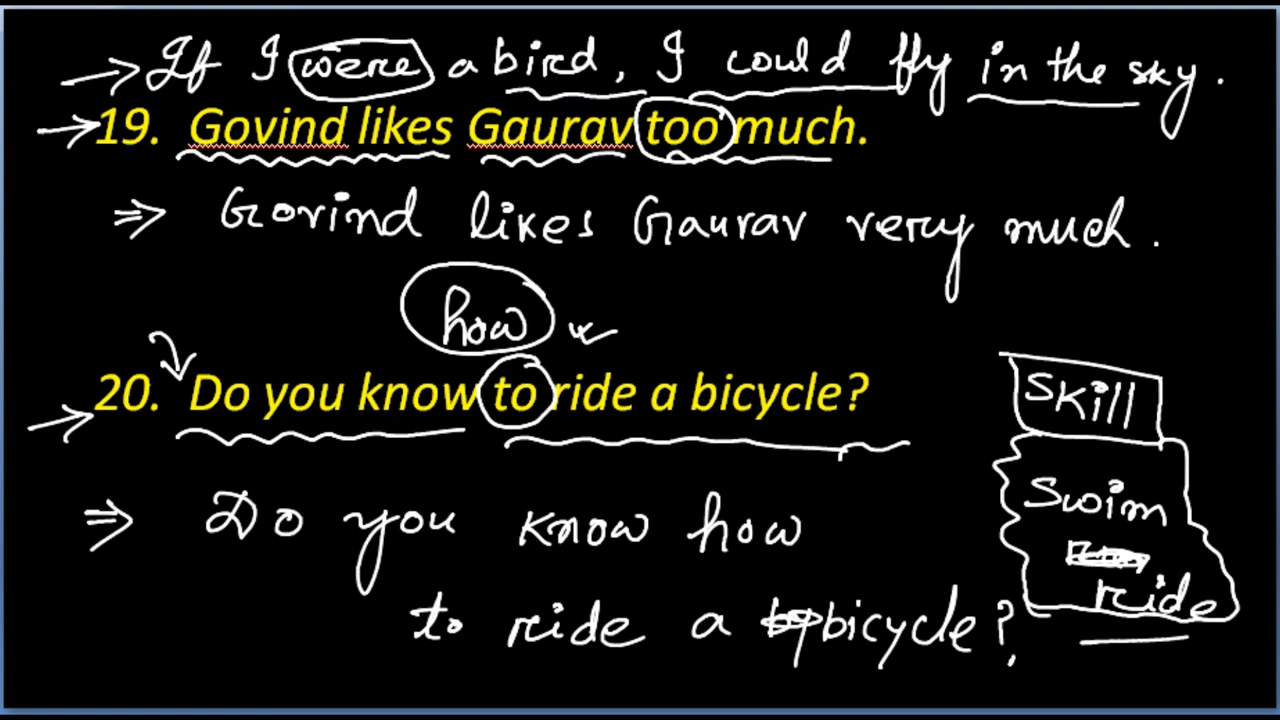 If I were a bird, I could fly in the sky.
19. Govind likes Gaurav too much.
⇒ Govind likes Gaurav very much.
how
20. Do you know to ride a bicycle?
Skill
Swim
ride
⇒ Do you know how
to ride a bicycle?